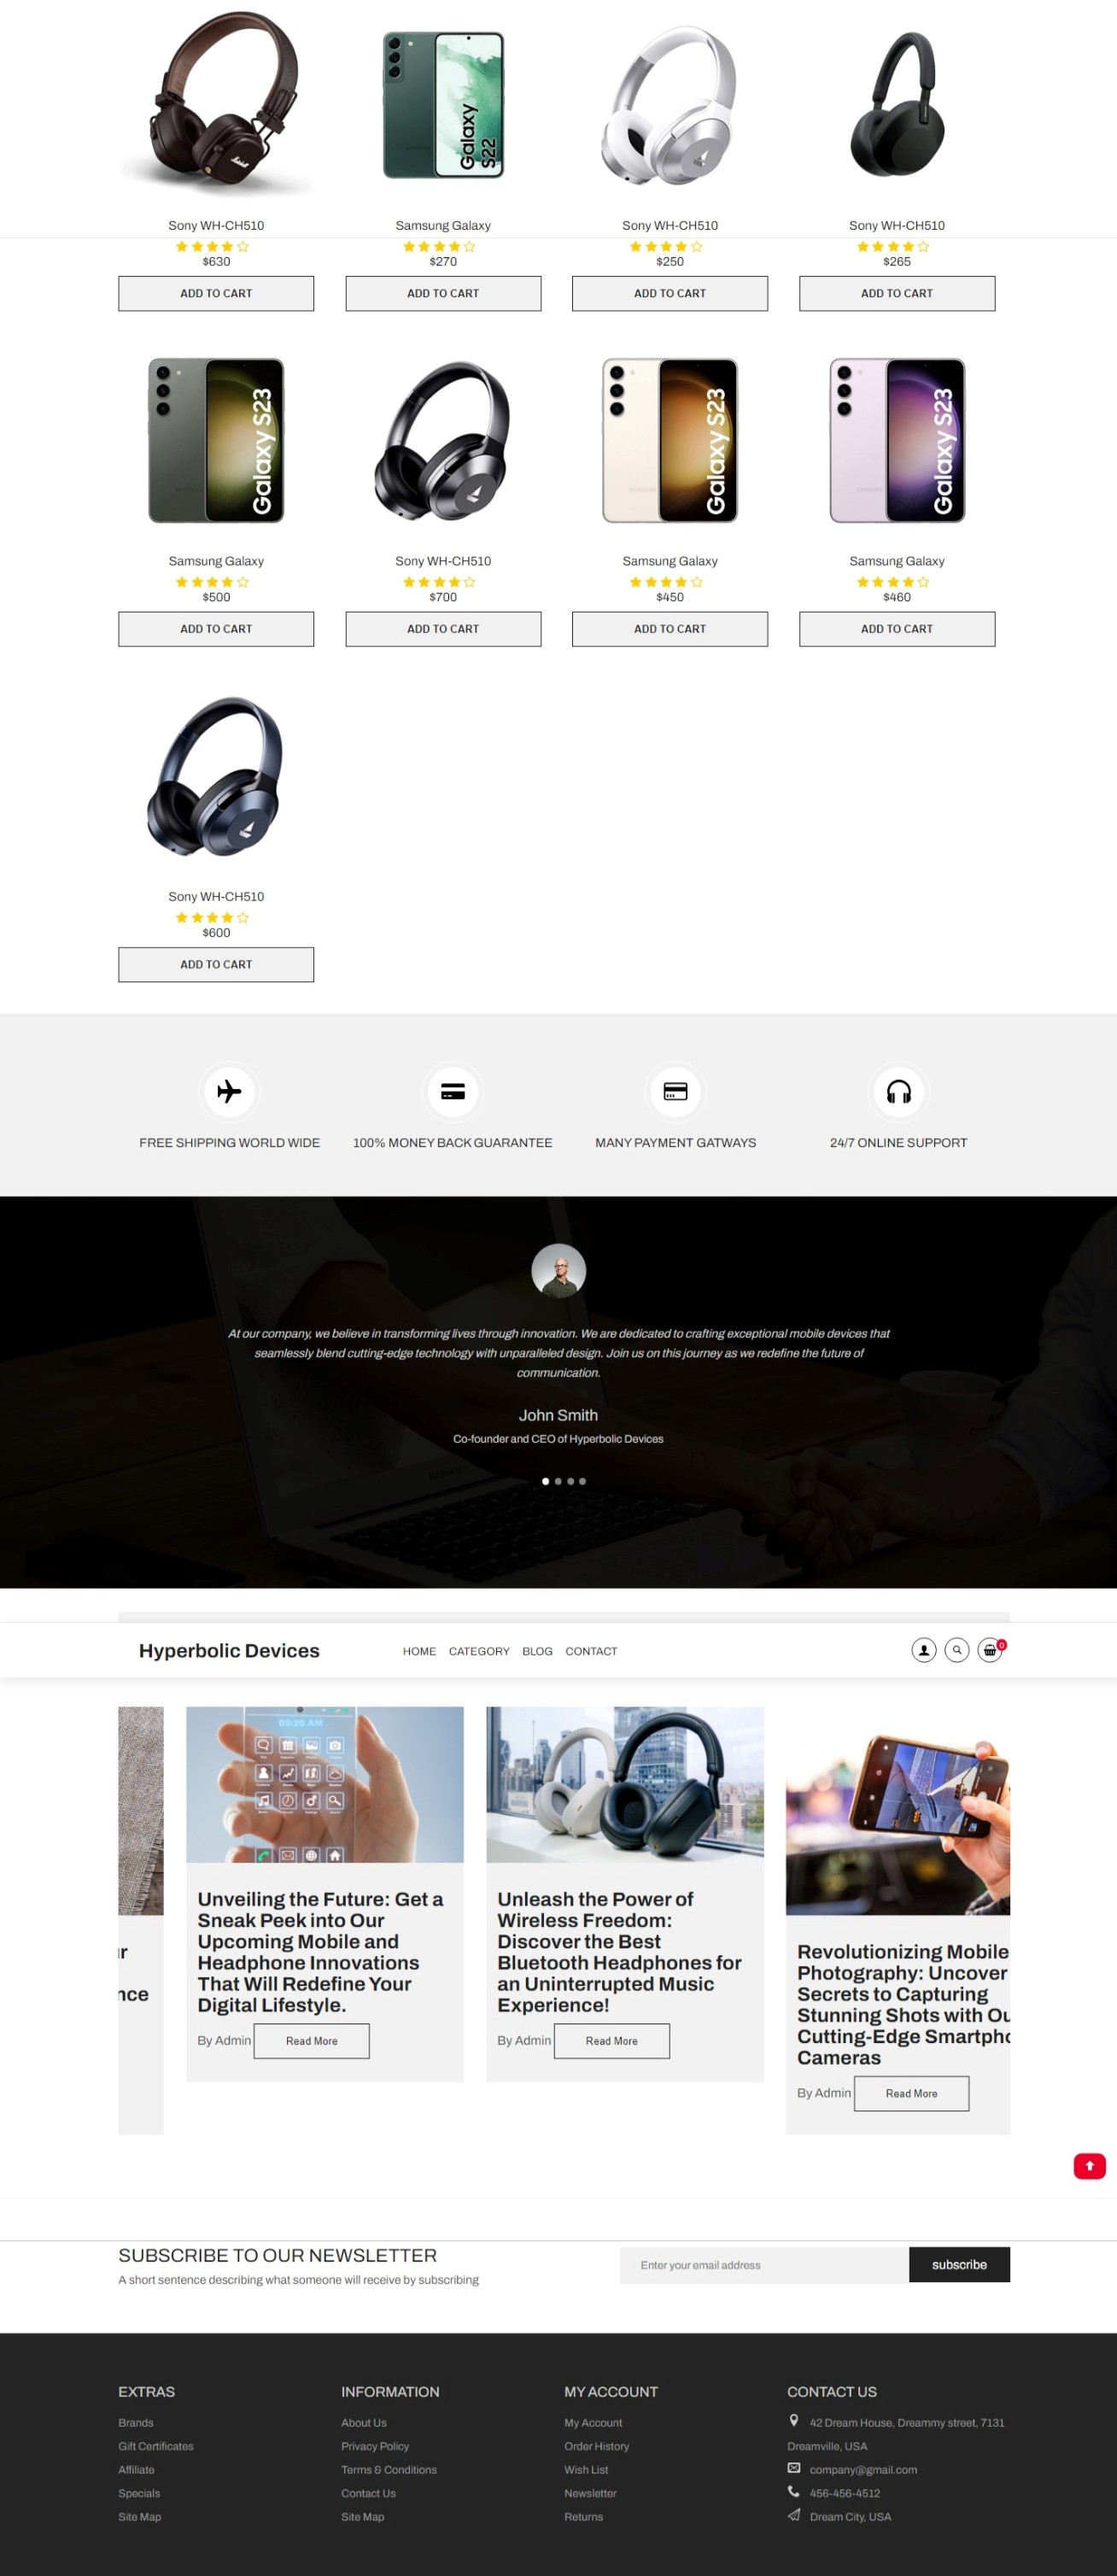 Marshall
Galaxy
S22
Sony WH-CH510
Samsung Galaxy
Sony WH-CH510
Sony WH-CH510
$630
$270
$250
$265
ADD TO CART
ADD TO CART
ADD TO CART
ADD TO CART
Galaxy S23
Galaxy S23
Galaxy S23
Samsung Galaxy
Sony WH-CH510
Samsung Galaxy
Samsung Galaxy
$500
$700
$450
$460
ADD TO CART
ADD TO CART
ADD TO CART
ADD TO CART
Sony WH-CH510
$600
ADD TO CART
FREE SHIPPING WORLD WIDE
100% MONEY BACK GUARANTEE
MANY PAYMENT GATWAYS
24/7 ONLINE SUPPORT
At our company, we believe in transforming lives through innovation. We are dedicated to crafting exceptional mobile devices that
seamlessly blend cutting-edge technology with unparalleled design. Join us on this journey as we redefine the future of
communication.
John Smith
Co-founder and CEO of Hyperbolic Devices
Hyperbolic Devices
HOME CATEGORY BLOG CONTACT
0
09:20 AM
ur
nce
Unveiling the Future: Get a
Sneak Peek into Our
Upcoming Mobile and
Headphone Innovations
That Will Redefine Your
Digital Lifestyle.
By Admin
Read More
Unleash the Power of
Wireless Freedom:
Discover the Best
Bluetooth Headphones for
an Uninterrupted Music
Experience!
By Admin
Read More
Revolutionizing Mobile
Photography: Uncover
Secrets to Capturing
Stunning Shots with Ou
Cutting-Edge Smartpho
Cameras
By Admin
Read More
SUBSCRIBE TO OUR NEWSLETTER
A short sentence describing what someone will receive by subscribing
Enter your email address
subscribe
EXTRAS
Brands
Gift Certificates
Affiliate
Specials
Site Map
INFORMATION
About Us
Privacy Policy
Terms & Conditions
Contact Us
Site Map
MY ACCOUNT
My Account
Order History
Wish List
Newsletter
Returns
CONTACT US
42 Dream House, Dreammy street, 7131
Dreamville, USA
company@gmail.com
456-456-4512
Dream City, USA